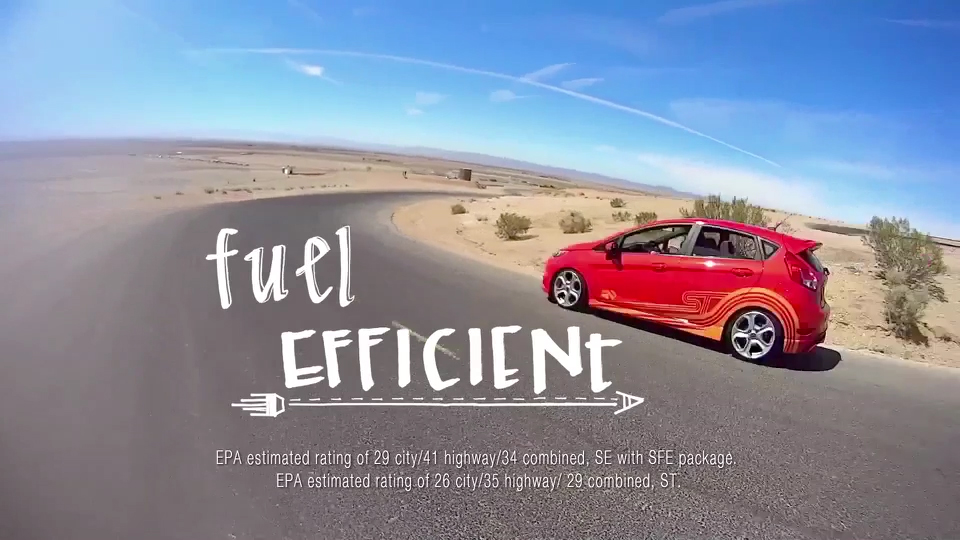 fuel
EFFICIENt
ST
EPA estimated rating of 29 city/41 highway/34 combined, SE with SFE package.
EPA estimated rating of 26 city/35 highway/ 29 combined, ST.